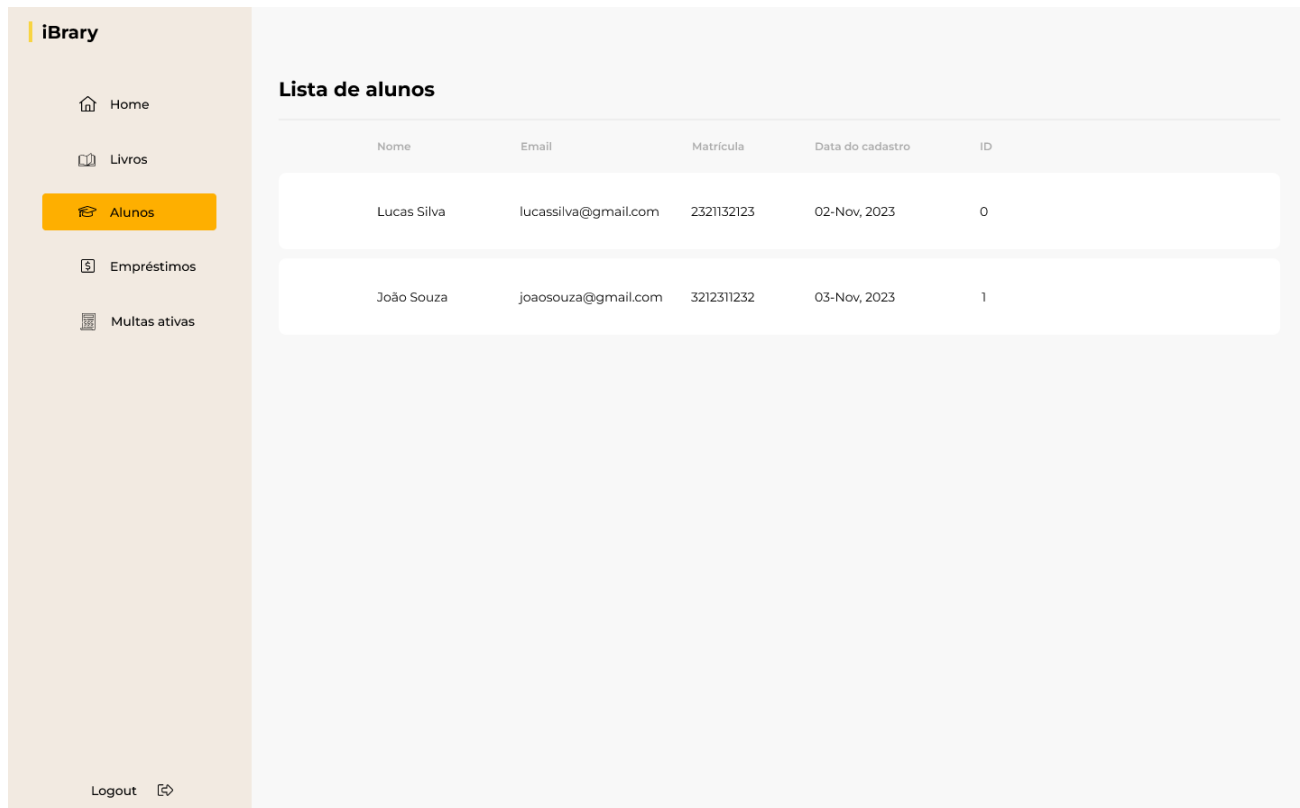 iBrary
Home
Livros
Alunos
Empréstimos
Multas ativas
Logout
Lista de alunos
Nome Email Matrícula Data do cadastro ID
Lucas Silva lucassilva@gmail.com 2321132123 02-Nov, 2023 0
João Souza joaosouza@gmail.com 3212311232 03-Nov, 2023 1